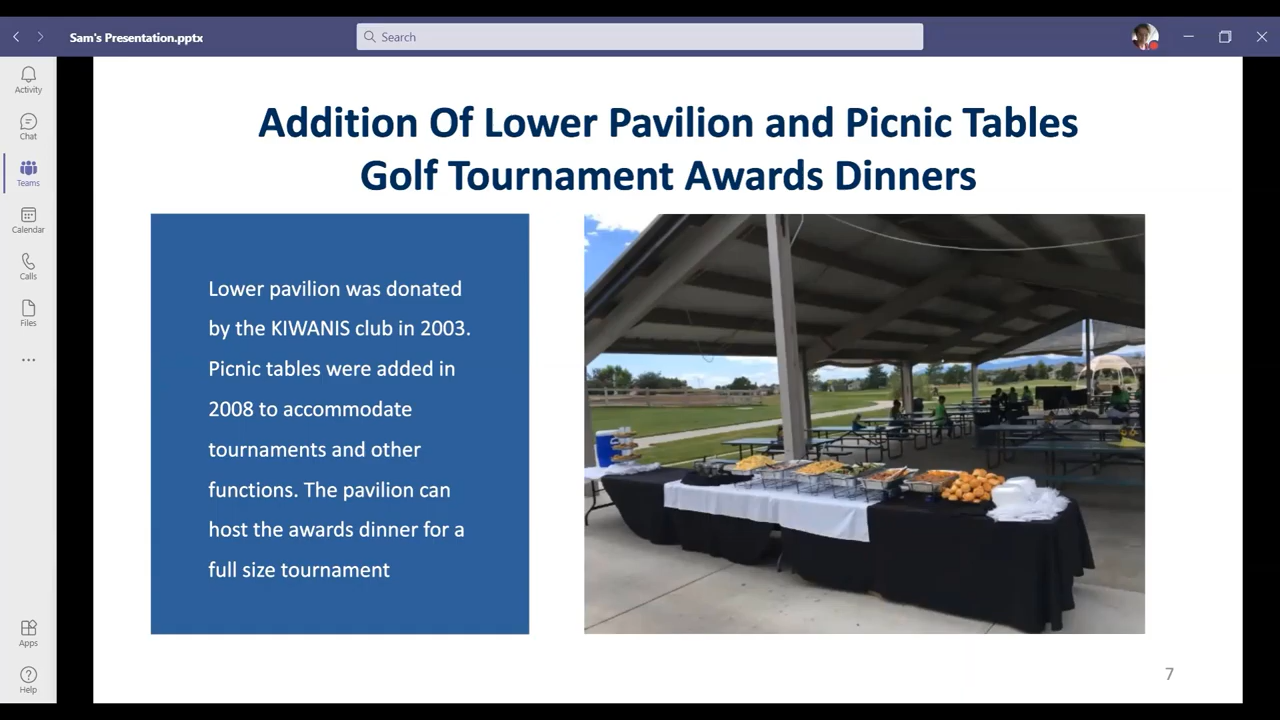 Sam's Presentation.pptx
Search
Activity
Chat
Teams
Calendar
Calls
Files
Apps
Help
Addition Of Lower Pavilion and Picnic Tables
Golf Tournament Awards Dinners
Lower pavilion was donated
by the KIWANIS club in 2003.
Picnic tables were added in
2008 to accommodate
tournaments and other
functions. The pavilion can
host the awards dinner for a
full size tournament
7